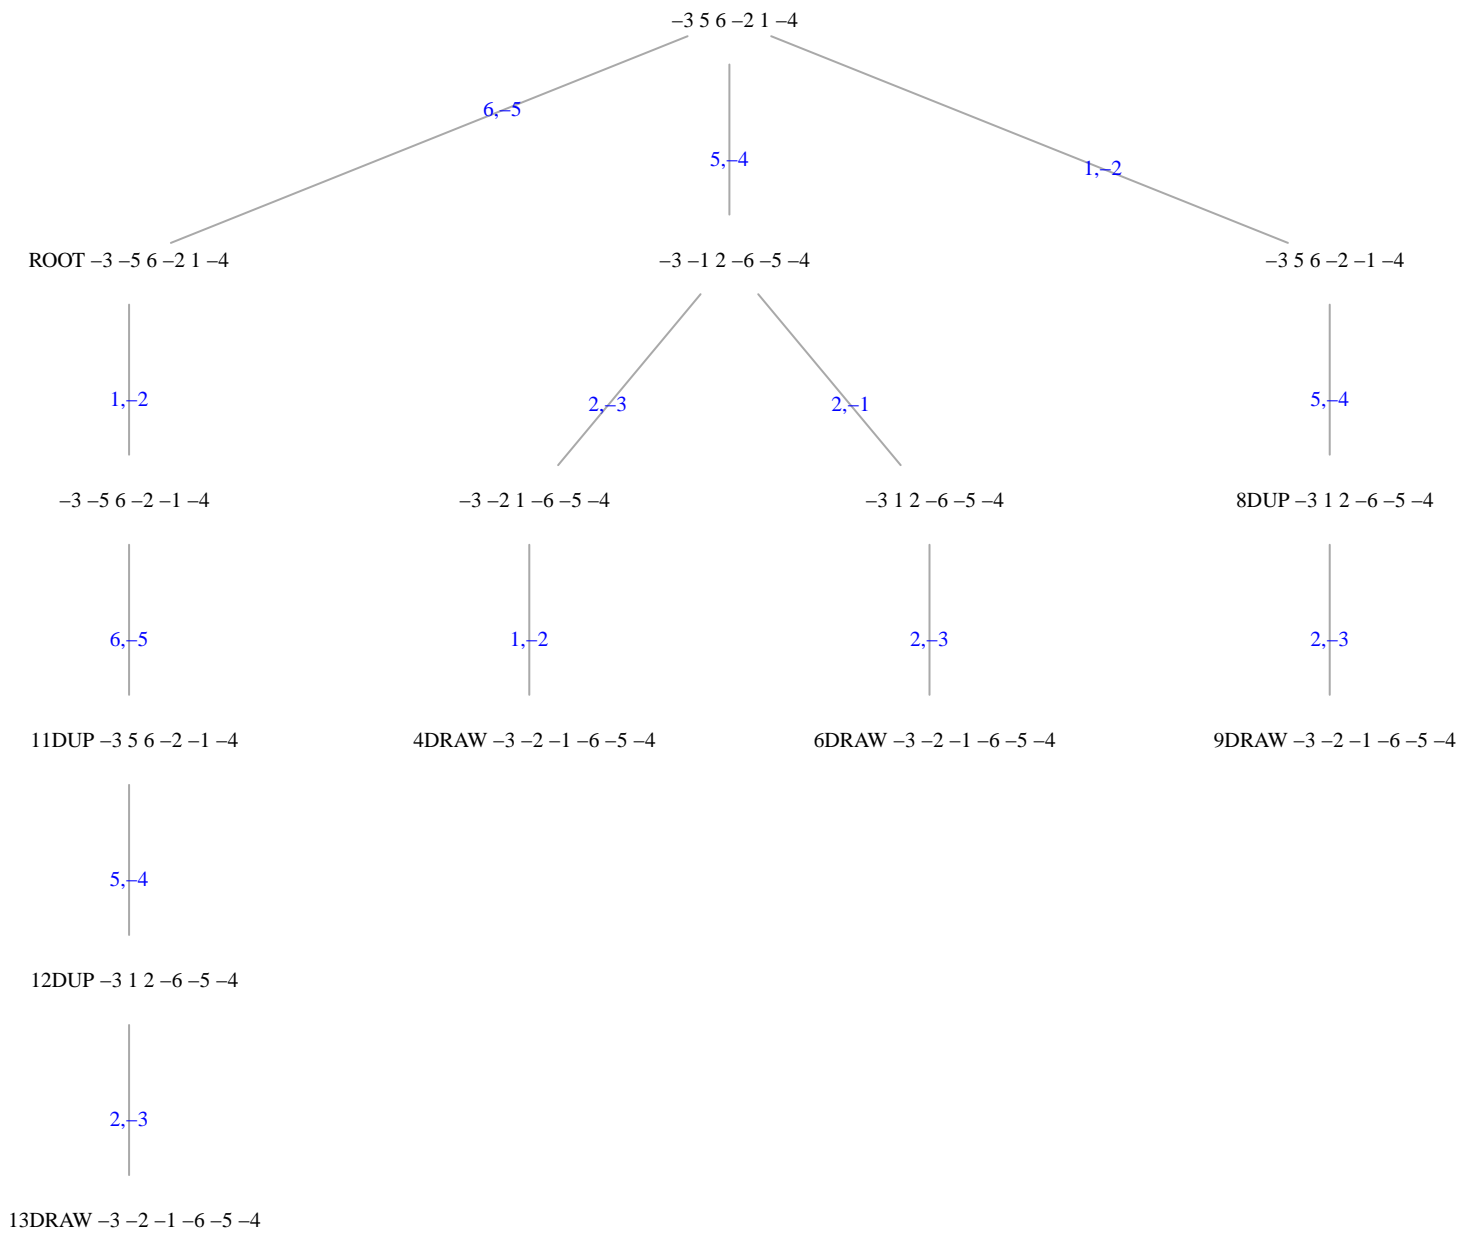 –3 5 6 –2 1 –4
6,–5
5,–4
1,–2
ROOT –3 –5 6 –2 1 –4
–3 –1 2 –6 –5 –4
–3 5 6 –2 –1 –4
1,–2
2,–3
2,–1
5,–4
–3 –5 6 –2 –1 –4
–3 –2 1 –6 –5 –4
–3 1 2 –6 –5 –4
8DUP –3 1 2 –6 –5 –4
6,–5
1,–2
2,–3
2,–3
11DUP –3 5 6 –2 –1 –4
4DRAW –3 –2 –1 –6 –5 –4
6DRAW –3 –2 –1 –6 –5 –4
9DRAW –3 –2 –1 –6 –5 –4
5,–4
12DUP –3 1 2 –6 –5 –4
2,–3
13DRAW –3 –2 –1 –6 –5 –4